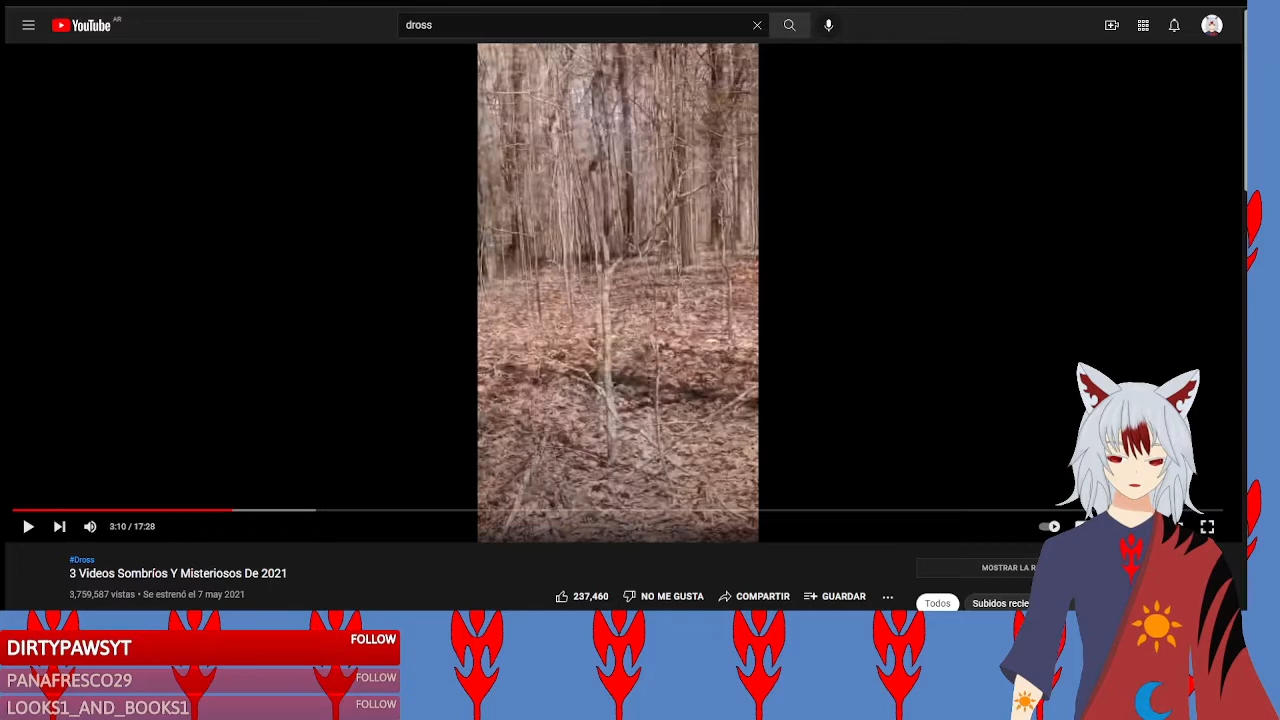 YouTube AR
dross
3:10 / 17:28
#Dross
3 Videos Sombríos Y Misteriosos De 2021
3,759,587 vistas • Se estrenó el 7 may 2021
237,460 NO ME GUSTA COMPARTIR GUARDAR
MOSTRAR LA R
Todos Subidos recie
DIRTYPAWSYT FOLLOW
PANAFRESCO29 FOLLOW
LOOKS1_AND_BOOKS1 FOLLOW